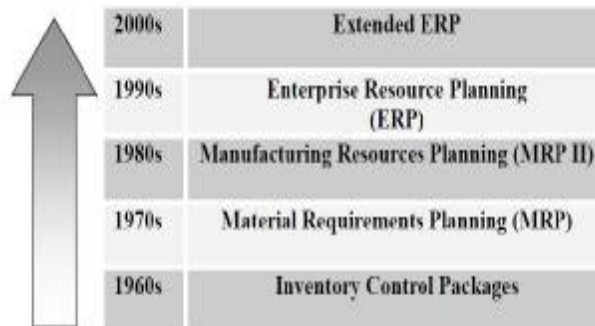 2000s Extended ERP
1990s Enterprise Resource Planning
(ERP)
1980s Manufacturing Resources Planning (MRP II)
1970s Material Requirements Planning (MRP)
1960s Inventory Control Packages